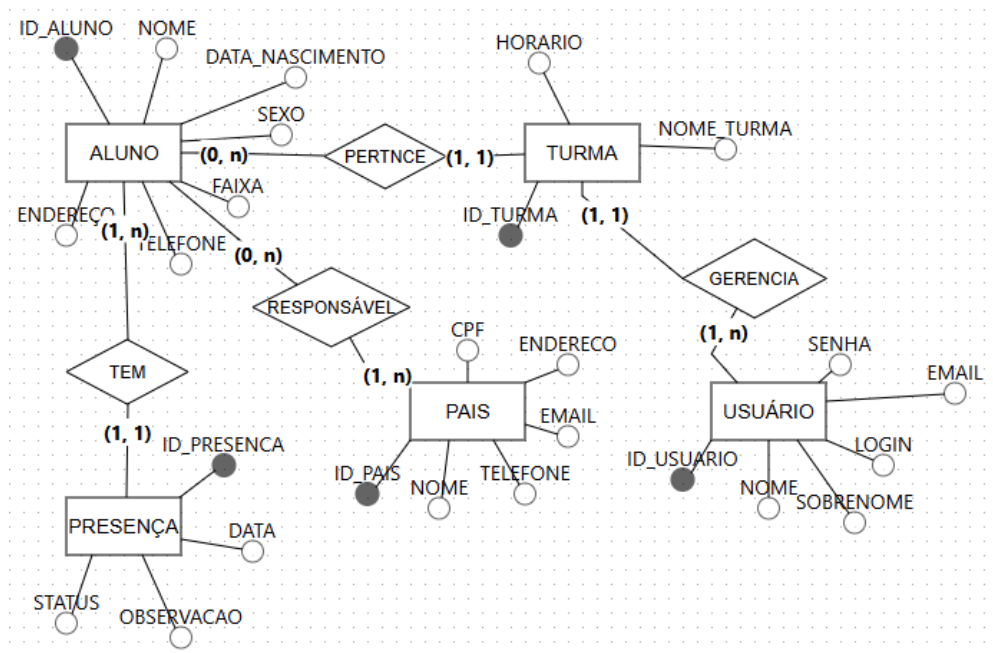 ID_ALUNO
NOME
DATA_NASCIMENTO
SEXO
ALUNO
(0, n)
PERTNCE
(1, 1)
HORARIO
TURMA
NOME_TURMA
FAIXA
ENDEREÇO
(1, n)
TELEFONE
(0, n)
ID_TURMA
(1, 1)
RESPONSÁVEL
GERENCIA
TEM
(1, n)
CPF
ENDERECO
(1, n)
SENHA
EMAIL
PAIS
EMAIL
USUÁRIO
(1, 1)
ID_PRESENCA
ID_PAIS
NOME
TELEFONE
ID_USUARIO
NOME
LOGIN
SOBRENOME
PRESENÇA
DATA
STATUS
OBSERVACAO